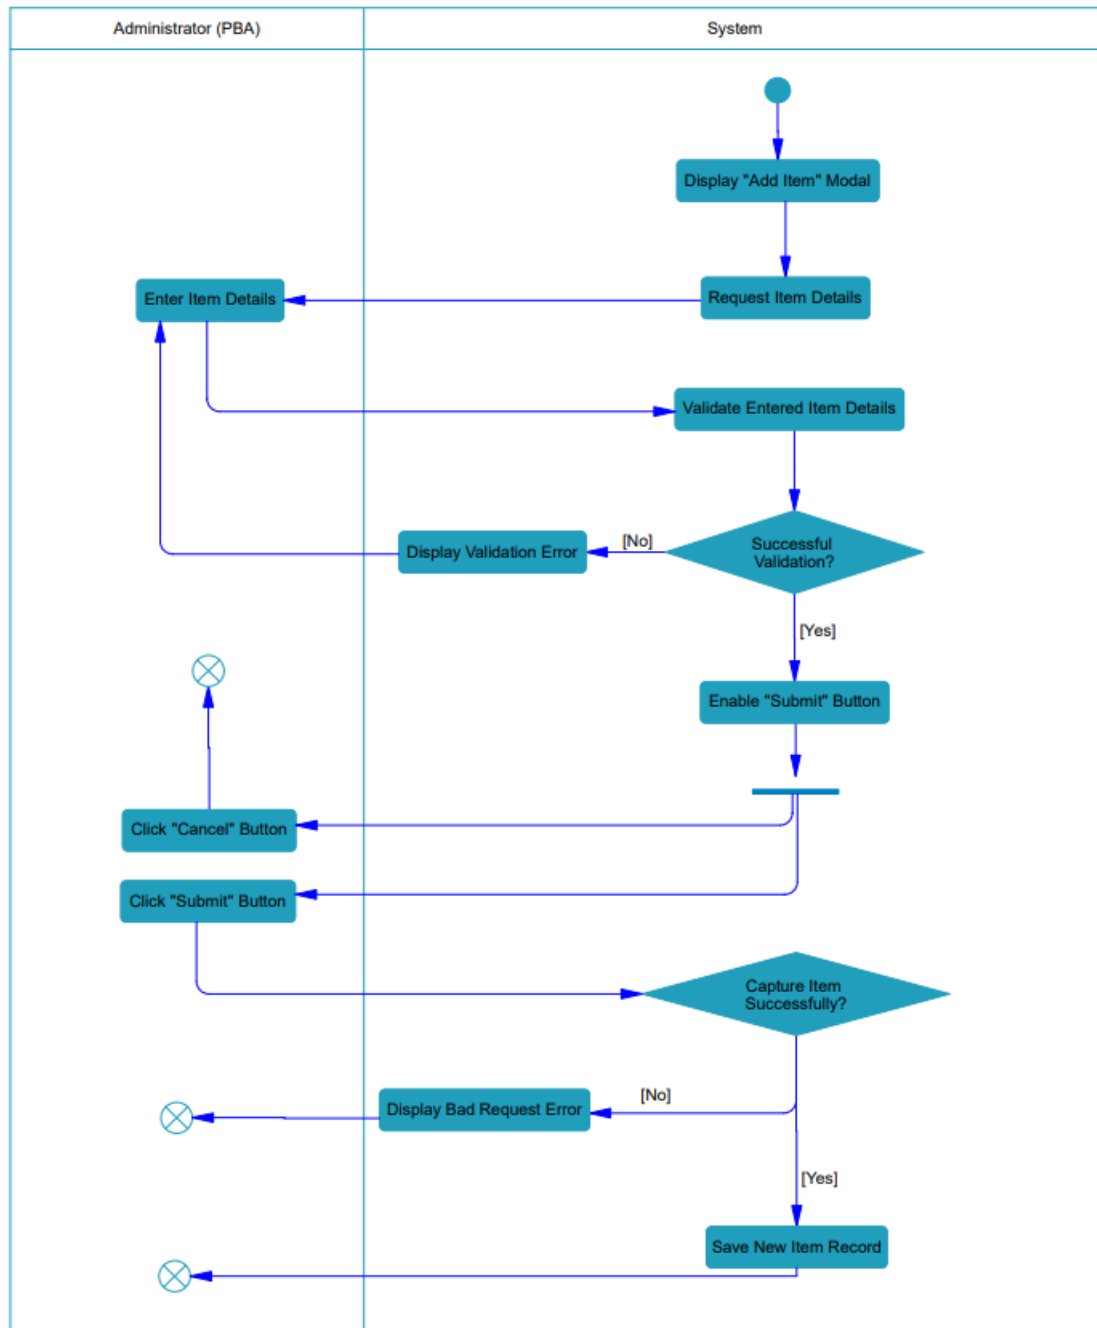 Administrator (PBA)
System
Display "Add Item" Modal
Enter Item Details
Request Item Details
Validate Entered Item Details
Display Validation Error
[No]
Successful
Validation?
[Yes]
Enable "Submit" Button
Click "Cancel" Button
Click "Submit" Button
Capture Item
Successfully?
Display Bad Request Error
[No]
[Yes]
Save New Item Record